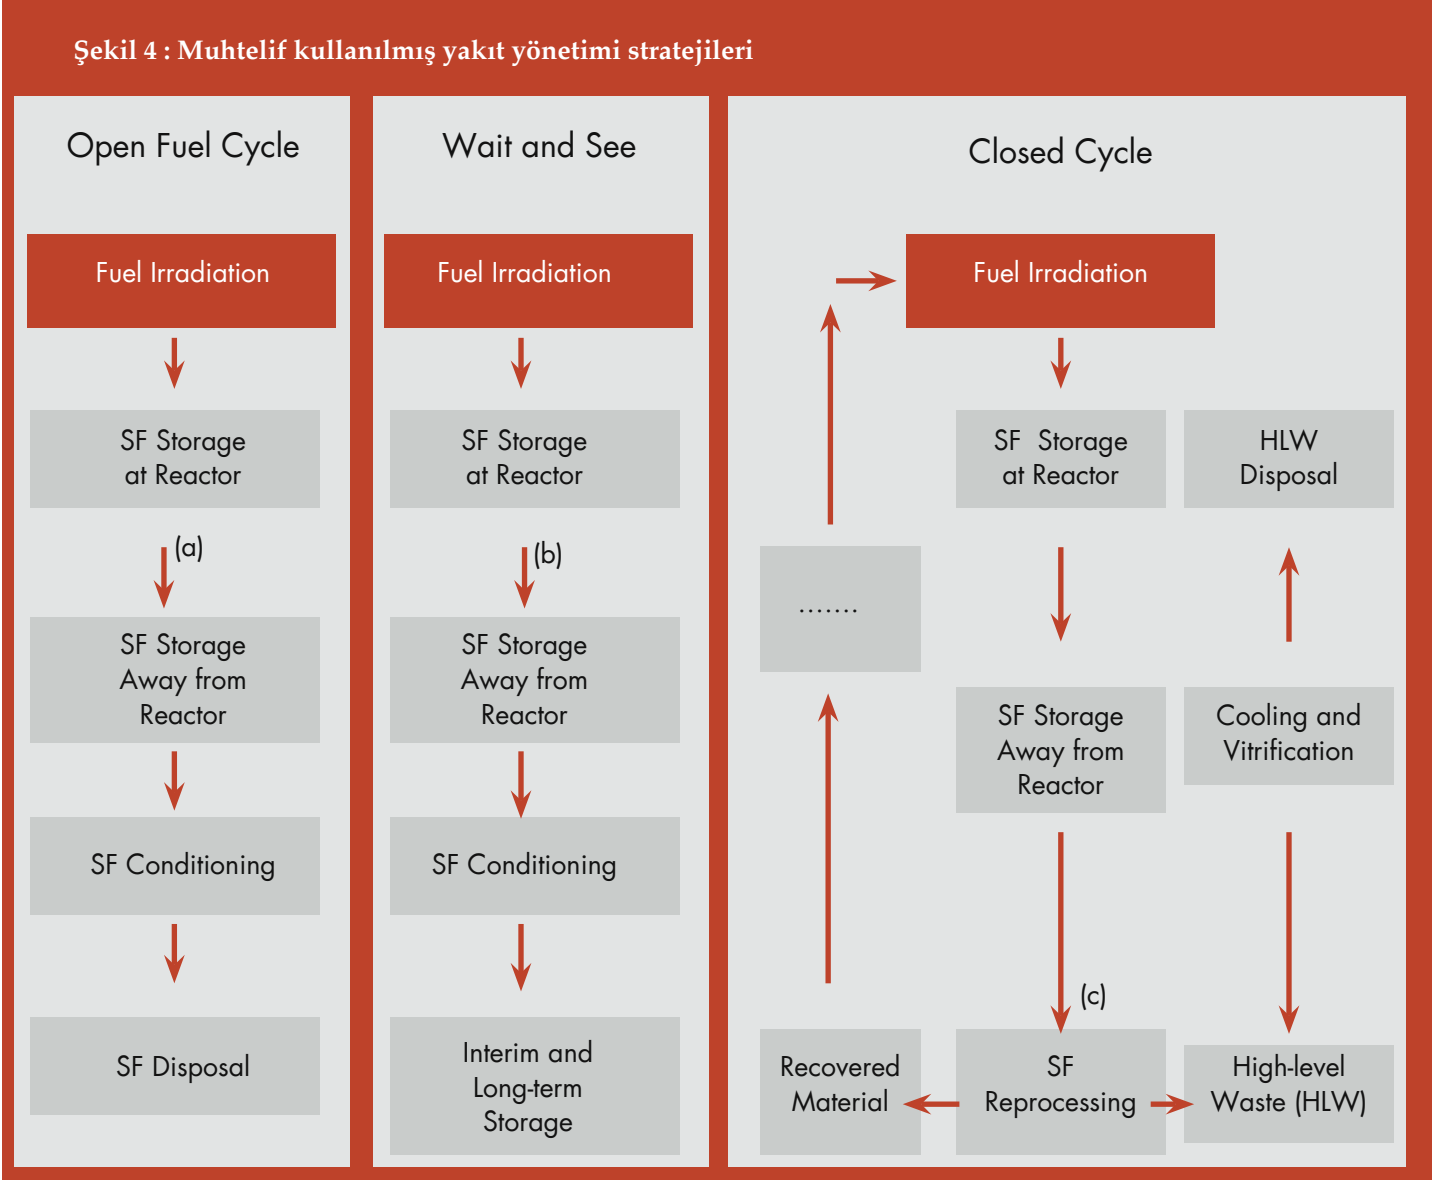 Şekil 4 : Muhtelif kullanılmış yakıt yönetimi stratejileri
Open Fuel Cycle
Fuel Irradiation
SF Storage
at Reactor
(a)
SF Storage
Away from
Reactor
SF Conditioning
SF Disposal
Wait and See
Fuel Irradiation
SF Storage
at Reactor
(b)
SF Storage
Away from
Reactor
SF Conditioning
Interim and
Long-term
Storage
Closed Cycle
Fuel Irradiation
SF Storage
at Reactor
HLW
Disposal
.......
SF Storage
Away from
Reactor
Cooling and
Vitrification
(c)
Recovered
Material
SF
Reprocessing
High-level
Waste (HLW)